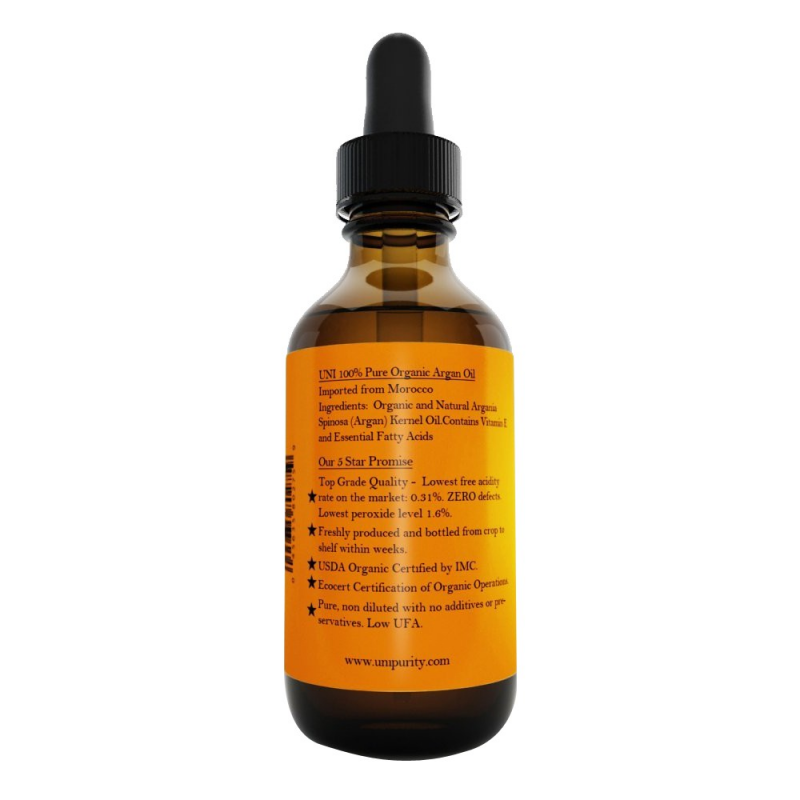 UNI 100% Pure Organic Argan Oil
Imported from Morocco
Ingredients: Organic and Natural Argania
Spinosa (Argan) Kernel Oil.Contains Vitamin E
and Essential Fatty Acids
Our 5 Star Promise
Top Grade Quality - Lowest free acidity
★rate on the market: 0.31%. ZERO defects.
Lowest peroxide level 1.6%.
★Freshly produced and bottled from crop to
shelf within weeks.
★USDA Organic Certified by IMC.
★Ecocert Certification of Organic Operations
★Pure, non diluted with no additives or pre-
servatives. Low UFA.
www.unipurity.com